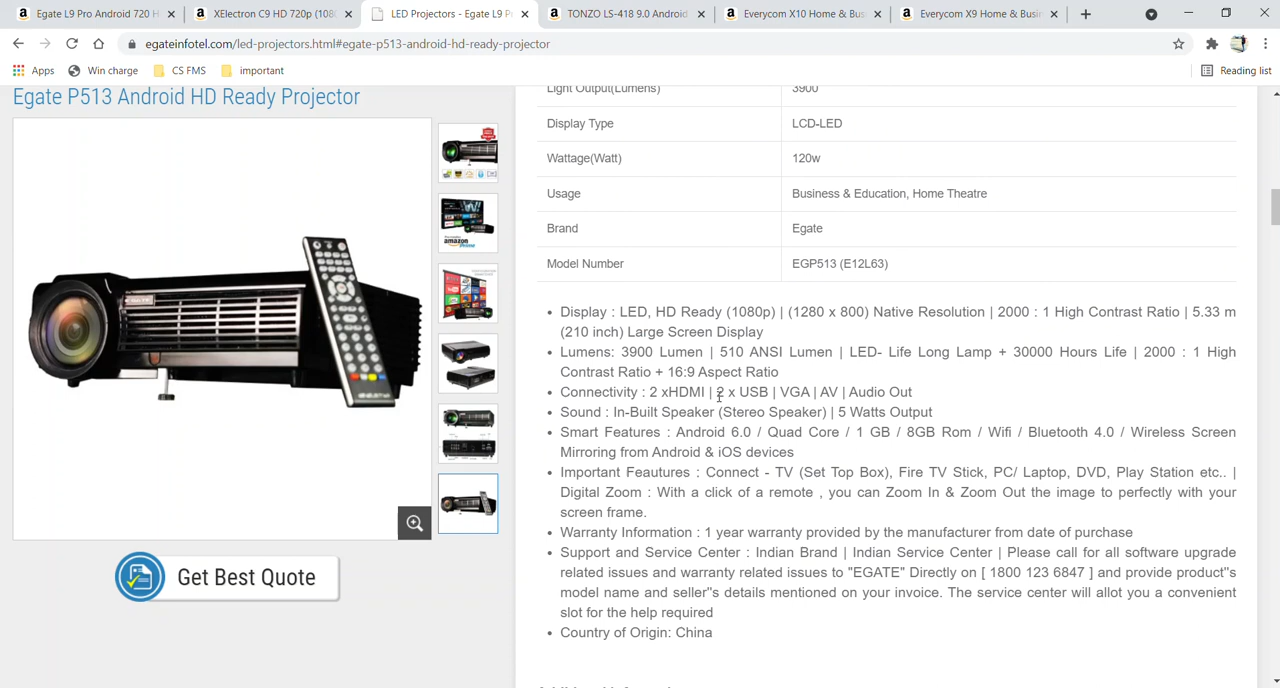 Egate L9 Pro Android 720 H
XElectron C9 HD 720p (108
LED Projectors - Egate L9 P
TONZO LS-418 9.0 Android
Everycom X10 Home & Bus
Everycom X9 Home & Busin
egateinfotel.com/led-projectors.html#egate-p513-android-hd-ready-projector
Apps
Win charge
CS FMS
important
Reading list
Egate P513 Android HD Ready Projector
Light Output(Lumens) 3900
Display Type LCD-LED
Wattage(Watt) 120w
Usage Business & Education, Home Theatre
Brand Egate
Model Number EGP513 (E12L63)
• Display : LED, HD Ready (1080p) | (1280 x 800) Native Resolution | 2000 : 1 High Contrast Ratio | 5.33 m
(210 inch) Large Screen Display
• Lumens: 3900 Lumen | 510 ANSI Lumen | LED- Life Long Lamp + 30000 Hours Life | 2000 : 1 High
Contrast Ratio + 16:9 Aspect Ratio
• Connectivity : 2 xHDMI | 2 x USB | VGA | AV | Audio Out
• Sound : In-Built Speaker (Stereo Speaker) | 5 Watts Output
• Smart Features : Android 6.0 / Quad Core / 1 GB / 8GB Rom / Wifi / Bluetooth 4.0 / Wireless Screen
Mirroring from Android & iOS devices
• Important Feautures : Connect - TV (Set Top Box), Fire TV Stick, PC/ Laptop, DVD, Play Station etc.. |
Digital Zoom : With a click of a remote , you can Zoom In & Zoom Out the image to perfectly with your
screen frame.
• Warranty Information : 1 year warranty provided by the manufacturer from date of purchase
• Support and Service Center : Indian Brand | Indian Service Center | Please call for all software upgrade
related issues and warranty related issues to "EGATE" Directly on [ 1800 123 6847 ] and provide product"s
model name and seller"s details mentioned on your invoice. The service center will allot you a convenient
slot for the help required
• Country of Origin: China
amazon
Get Best Quote